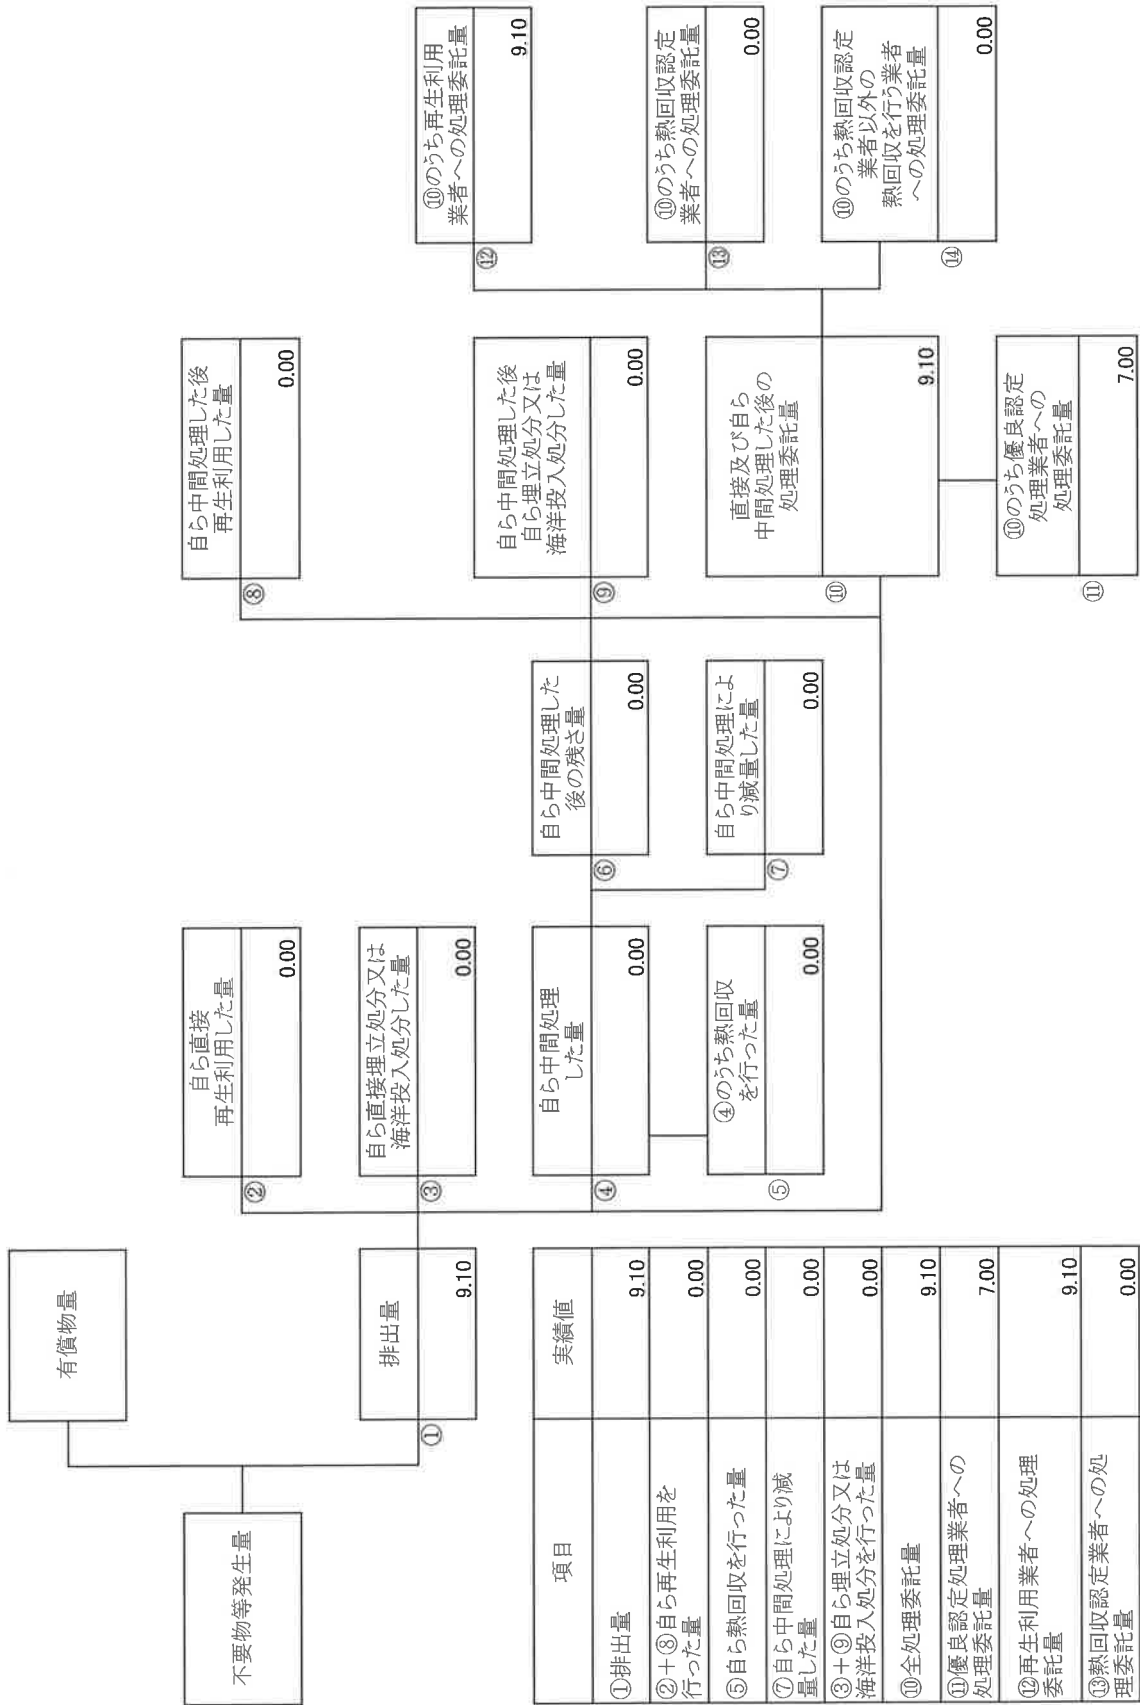 不要物等発生量
有償物量
排出量
9.10
①
自ら直接
再生利用した量
0.00
②
自ら直接埋立処分又は
海洋投入処分した量
0.00
③
自ら中間処理
した量
0.00
④
④のうち熱回収
を行った量
0.00
⑤
自ら中間処理した
後の残さ量
0.00
⑥
自ら中間処理によ
り減量した量
0.00
⑦
自ら中間処理した後
再生利用した量
0.00
⑧
自ら中間処理した後
自ら埋立処分又は
海洋投入処分した量
0.00
⑨
直接及び自ら
中間処理した後の
処理委託量
9.10
⑩
⑩のうち優良認定
処理業者への
処理委託量
7.00
⑪
⑩のうち再生利用
業者への処理委託量
9.10
⑫
⑩のうち熱回収認定
業者への処理委託量
0.00
⑬
⑩のうち熱回収認定
業者以外の
熱回収を行う業者
への処理委託量
0.00
⑭
項目 実績値
①排出量 9.10
②+⑧自ら再生利用を
行った量 0.00
⑤自ら熱回収を行った量 0.00
⑦自ら中間処理により減
量した量 0.00
③+⑨自ら埋立処分又は
海洋投入処分を行った量 0.00
⑩全処理委託量 9.10
⑪優良認定処理業者への
処理委託量 7.00
⑫再生利用業者への処理
委託量 9.10
⑬熱回収認定業者への処
理委託量 0.00